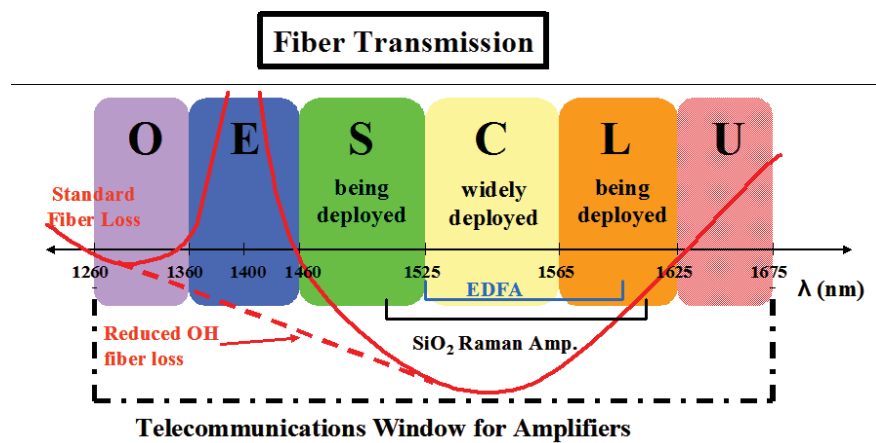 Fiber Transmission
O E S C L U
being deployed
widely deployed
being deployed
Standard
Fiber Loss
1260 1360 1400 1460 1525 1565 1625 1675
λ (nm)
EDFA
Reduced OH
fiber loss
SiO₂ Raman Amp.
Telecommunications Window for Amplifiers